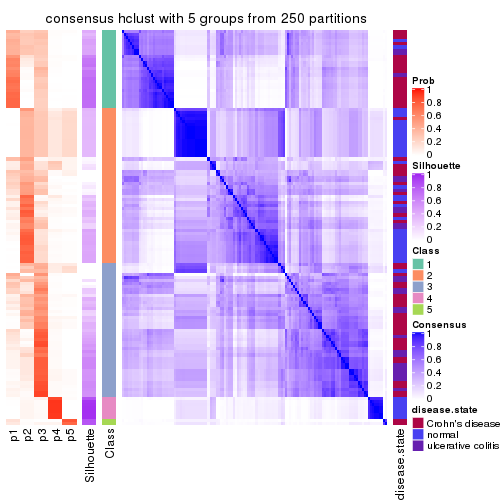 consensus hclust with 5 groups from 250 partitions
Prob
1
0.8
0.6
0.4
0.2
0
Silhouette
1
0.8
0.6
0.4
0.2
0
Class
1
2
3
4
5
Consensus
1
0.8
0.6
0.4
0.2
0
disease.state
Crohn's disease
normal
ulcerative colitis
p1
p2
p3
p4
p5
Silhouette
Class
disease.state